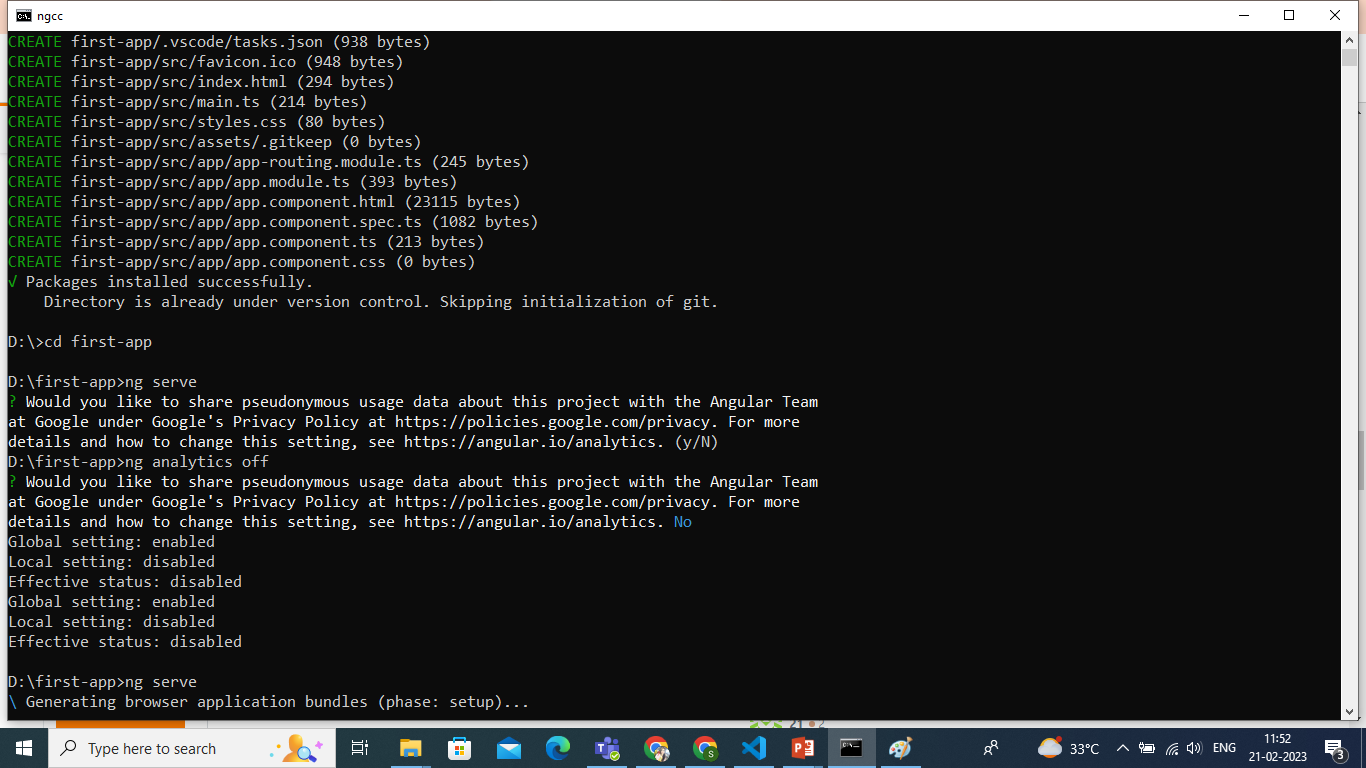 ngcc
CREATE first-app/.vscode/tasks.json (938 bytes)
CREATE first-app/src/favicon.ico (948 bytes)
CREATE first-app/src/index.html (294 bytes)
CREATE first-app/src/main.ts (214 bytes)
CREATE first-app/src/styles.css (80 bytes)
CREATE first-app/src/assets/.gitkeep (0 bytes)
CREATE first-app/src/app/app-routing.module.ts (245 bytes)
CREATE first-app/src/app/app.module.ts (393 bytes)
CREATE first-app/src/app/app.component.html (23115 bytes)
CREATE first-app/src/app/app.component.spec.ts (1082 bytes)
CREATE first-app/src/app/app.component.ts (213 bytes)
CREATE first-app/src/app/app.component.css (0 bytes)
√ Packages installed successfully.
Directory is already under version control. Skipping initialization of git.
D:\>cd first-app
D:\first-app>ng serve
? Would you like to share pseudonymous usage data about this project with the Angular Team
at Google under Google's Privacy Policy at https://policies.google.com/privacy. For more
details and how to change this setting, see https://angular.io/analytics. (y/N)
D:\first-app>ng analytics off
? Would you like to share pseudonymous usage data about this project with the Angular Team
at Google under Google's Privacy Policy at https://policies.google.com/privacy. For more
details and how to change this setting, see https://angular.io/analytics. No
Global setting: enabled
Local setting: disabled
Effective status: disabled
Global setting: enabled
Local setting: disabled
Effective status: disabled
D:\first-app>ng serve
\ Generating browser application bundles (phase: setup)...
Type here to search
33°C
ENG
11:52
21-02-2023
3